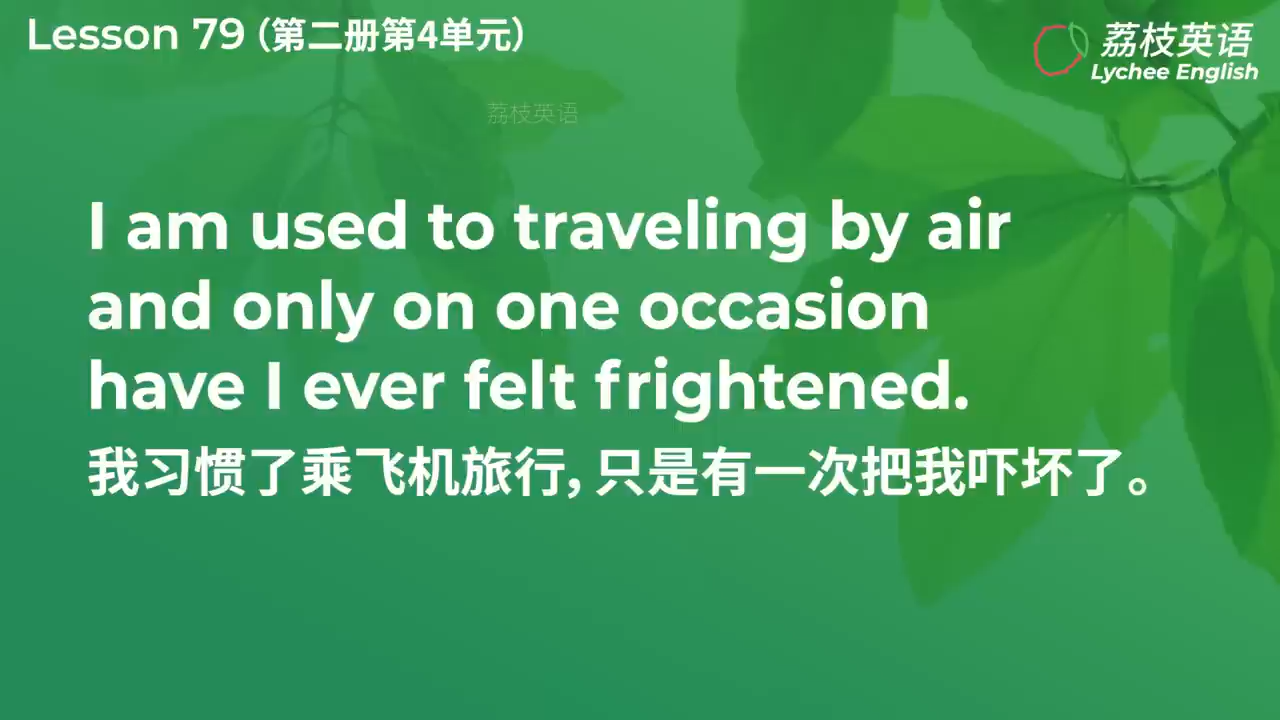 Lesson 79（第二册第4单元）
荔枝英语
Lychee English
荔枝英语
I am used to traveling by air
and only on one occasion
have I ever felt frightened.
我习惯了乘飞机旅行，只是有一次把我吓坏了。